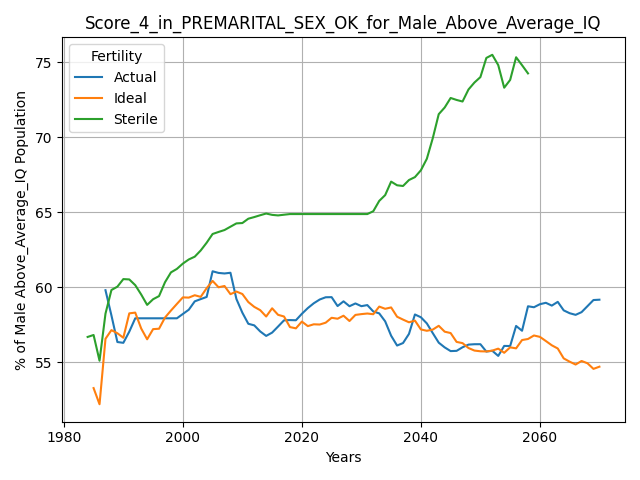 Score_4_in_PREMARITAL_SEX_OK_for_Male_Above_Average_IQ
Fertility
Actual
Ideal
Sterile
% of Male Above_Average_IQ Population
75
70
65
60
55
1980
2000
2020
2040
2060
Years